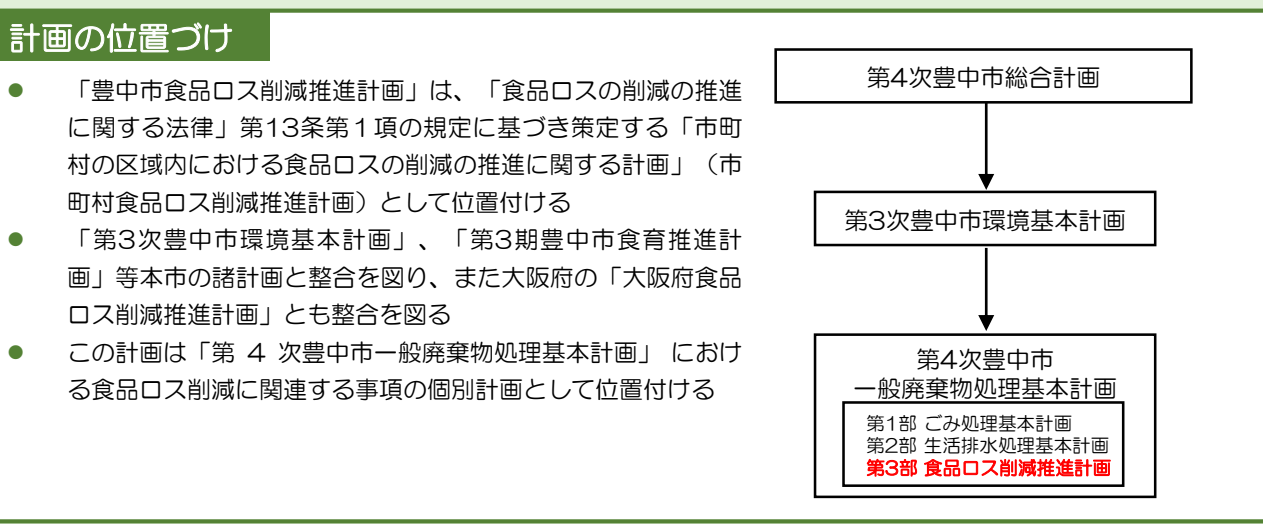 計画の位置づけ
● 「豊中市食品ロス削減推進計画」は、「食品ロスの削減の推進
に関する法律」第13条第１項の規定に基づき策定する「市町
村の区域内における食品ロスの削減の推進に関する計画」（市
町村食品ロス削減推進計画）として位置付ける
● 「第3次豊中市環境基本計画」、「第3期豊中市食育推進計
画」等本市の諸計画と整合を図り、また大阪府の「大阪府食品
ロス削減推進計画」とも整合を図る
● この計画は「第 4 次豊中市一般廃棄物処理基本計画」 におけ
る食品ロス削減に関連する事項の個別計画として位置付ける
第4次豊中市総合計画
第3次豊中市環境基本計画
第4次豊中市
一般廃棄物処理基本計画
第1部 ごみ処理基本計画
第2部 生活排水処理基本計画
第3部 食品ロス削減推進計画